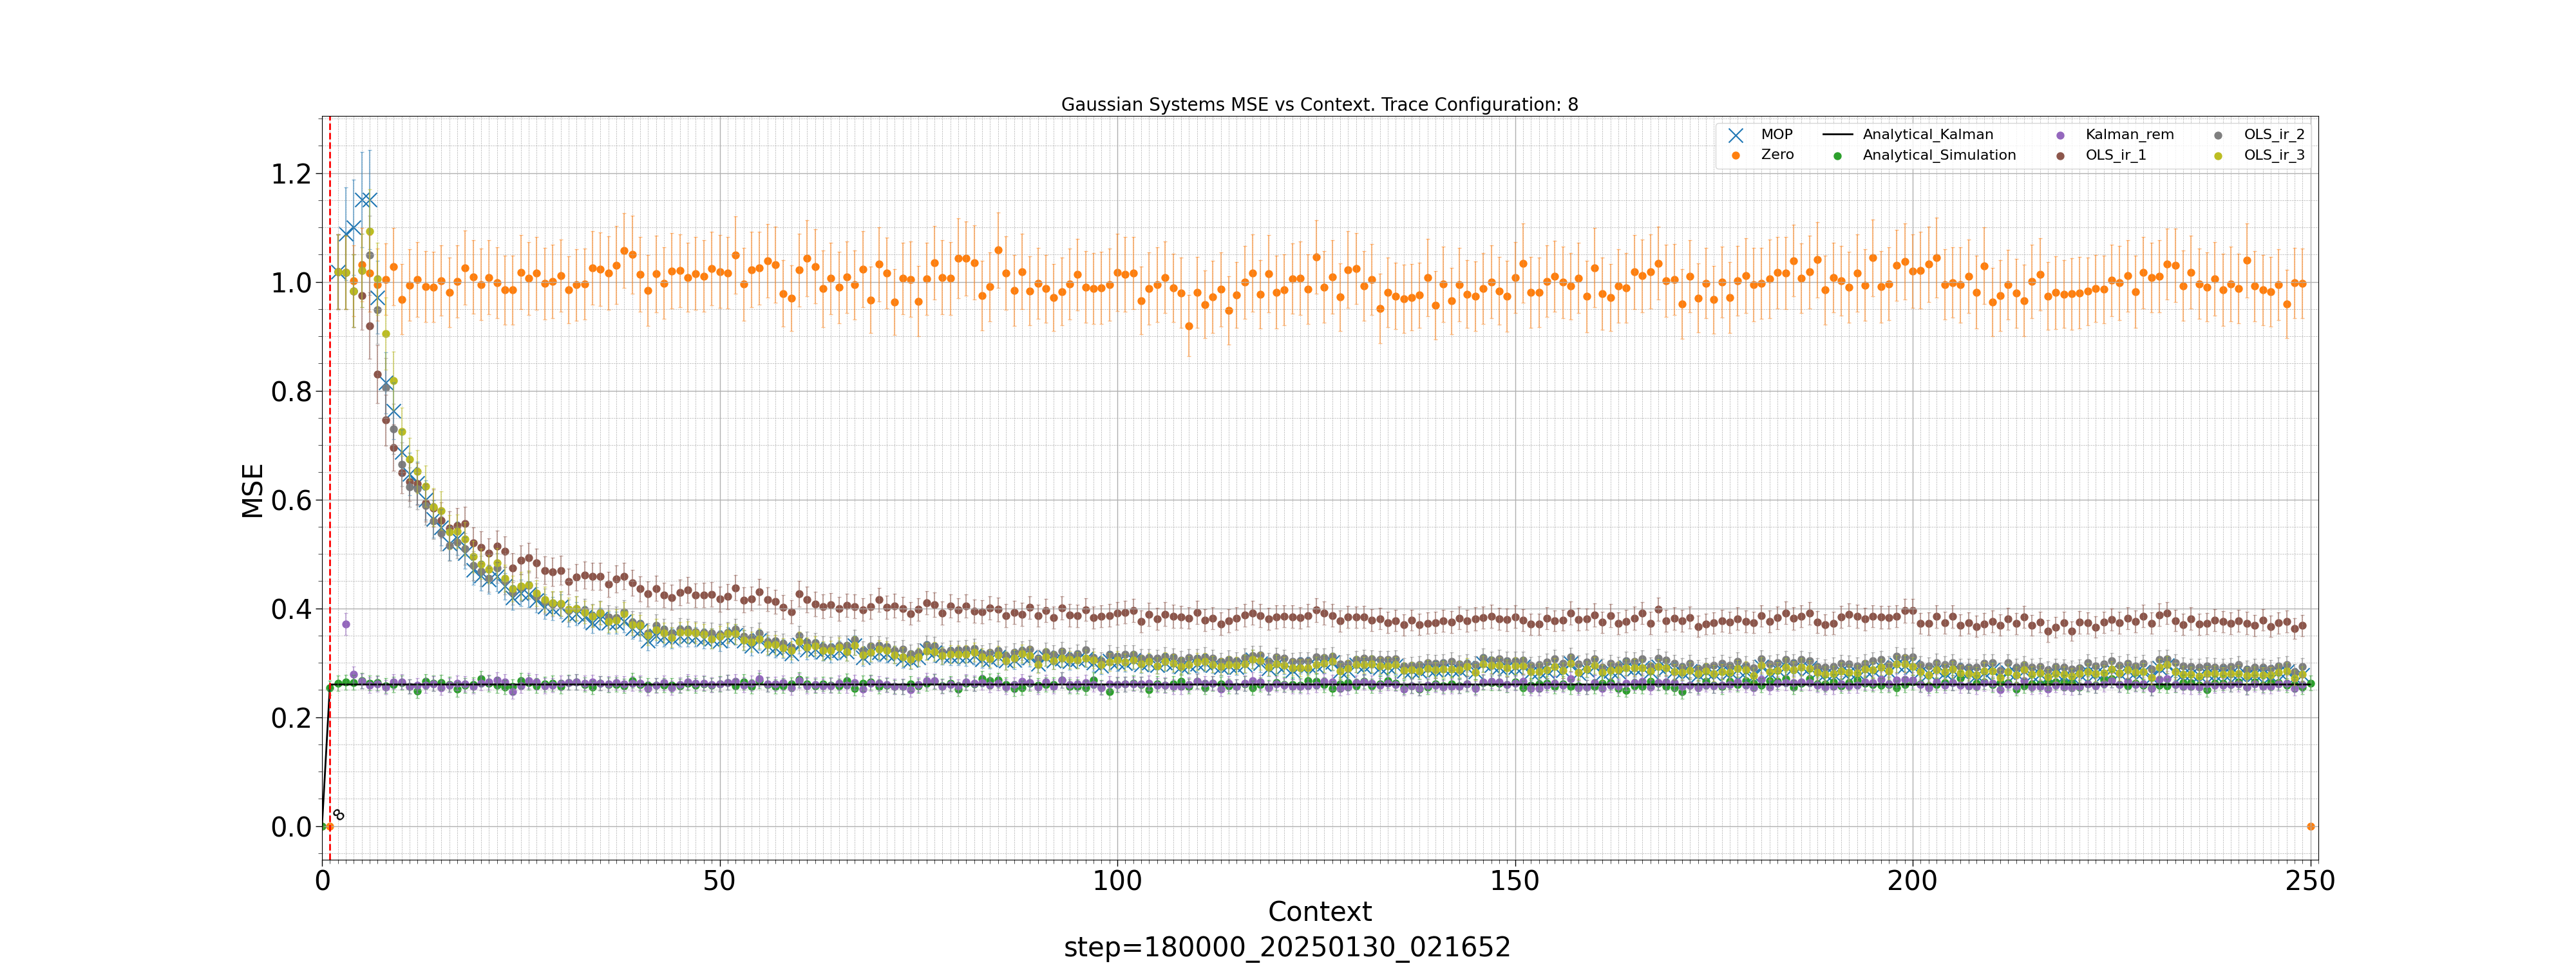 Gaussian Systems MSE vs Context. Trace Configuration: 8
MOP
Zero
Analytical_Kalman
Analytical_Simulation
Kalman_rem
OLS_ir_1
OLS_ir_2
OLS_ir_3
MSE
1.2
1.0
0.8
0.6
0.4
0.2
0.0
8
0 50 100 150 200 250
Context
step=180000_20250130_021652